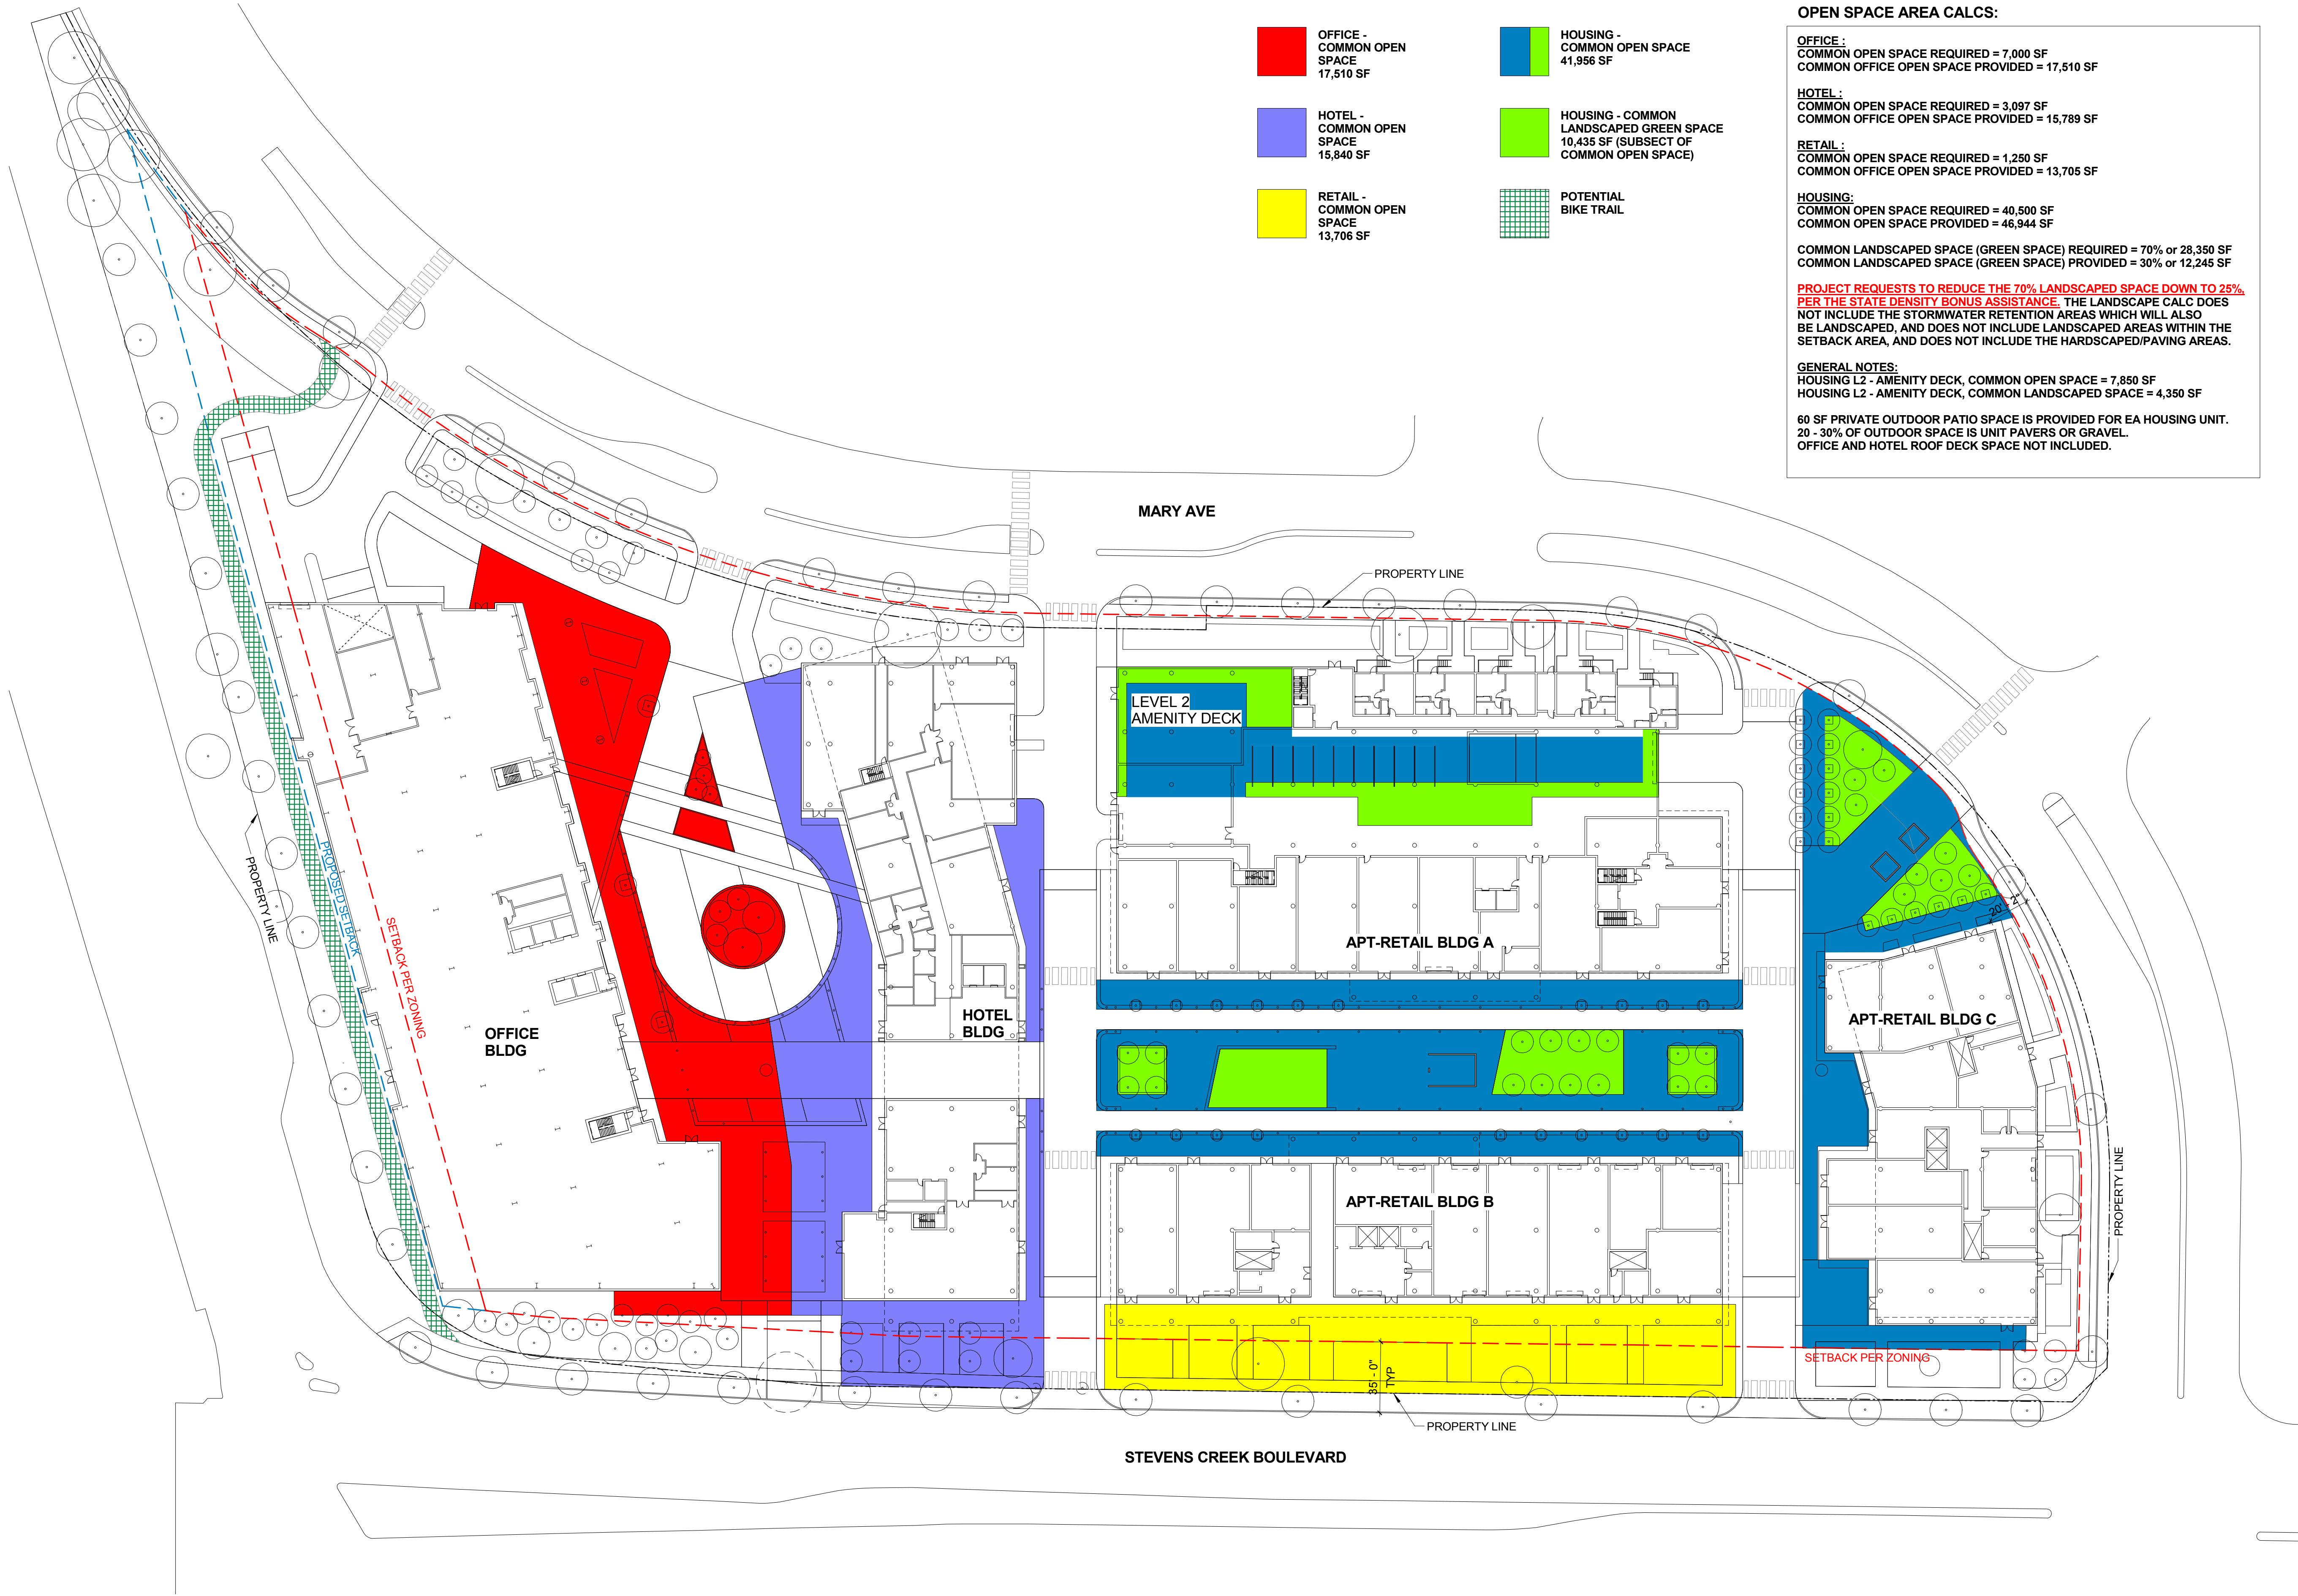 OPEN SPACE AREA CALCS:
OFFICE -
COMMON OPEN
SPACE
17,510 SF
HOUSING -
COMMON OPEN SPACE
41,956 SF
HOTEL -
COMMON OPEN
SPACE
15,840 SF
HOUSING - COMMON
LANDSCAPED GREEN SPACE
10,435 SF (SUBSECT OF
COMMON OPEN SPACE)
RETAIL -
COMMON OPEN
SPACE
13,706 SF
POTENTIAL
BIKE TRAIL
OFFICE :
COMMON OPEN SPACE REQUIRED = 7,000 SF
COMMON OFFICE OPEN SPACE PROVIDED = 17,510 SF
HOTEL :
COMMON OPEN SPACE REQUIRED = 3,097 SF
COMMON OFFICE OPEN SPACE PROVIDED = 15,789 SF
RETAIL :
COMMON OPEN SPACE REQUIRED = 1,250 SF
COMMON OFFICE OPEN SPACE PROVIDED = 13,705 SF
HOUSING:
COMMON OPEN SPACE REQUIRED = 40,500 SF
COMMON OPEN SPACE PROVIDED = 46,944 SF
COMMON LANDSCAPED SPACE (GREEN SPACE) REQUIRED = 70% or 28,350 SF
COMMON LANDSCAPED SPACE (GREEN SPACE) PROVIDED = 30% or 12,245 SF
PROJECT REQUESTS TO REDUCE THE 70% LANDSCAPED SPACE DOWN TO 25%,
PER THE STATE DENSITY BONUS ASSISTANCE. THE LANDSCAPE CALC DOES
NOT INCLUDE THE STORMWATER RETENTION AREAS WHICH WILL ALSO
BE LANDSCAPED, AND DOES NOT INCLUDE LANDSCAPED AREAS WITHIN THE
SETBACK AREA, AND DOES NOT INCLUDE THE HARDSCAPED/PAVING AREAS.
GENERAL NOTES:
HOUSING L2 - AMENITY DECK, COMMON OPEN SPACE = 7,850 SF
HOUSING L2 - AMENITY DECK, COMMON LANDSCAPED SPACE = 4,350 SF
60 SF PRIVATE OUTDOOR PATIO SPACE IS PROVIDED FOR EA HOUSING UNIT.
20 - 30% OF OUTDOOR SPACE IS UNIT PAVERS OR GRAVEL.
OFFICE AND HOTEL ROOF DECK SPACE NOT INCLUDED.
MARY AVE
PROPERTY LINE
LEVEL 2
AMENITY DECK
PROPERTY LINE
PROPOSED SETBACK
SETBACK PER ZONING
20' - 2"
APT-RETAIL BLDG A
OFFICE
BLDG
HOTEL
BLDG
APT-RETAIL BLDG C
APT-RETAIL BLDG B
PROPERTY LINE
SETBACK PER ZONING
35' - 0"
TYP
PROPERTY LINE
STEVENS CREEK BOULEVARD